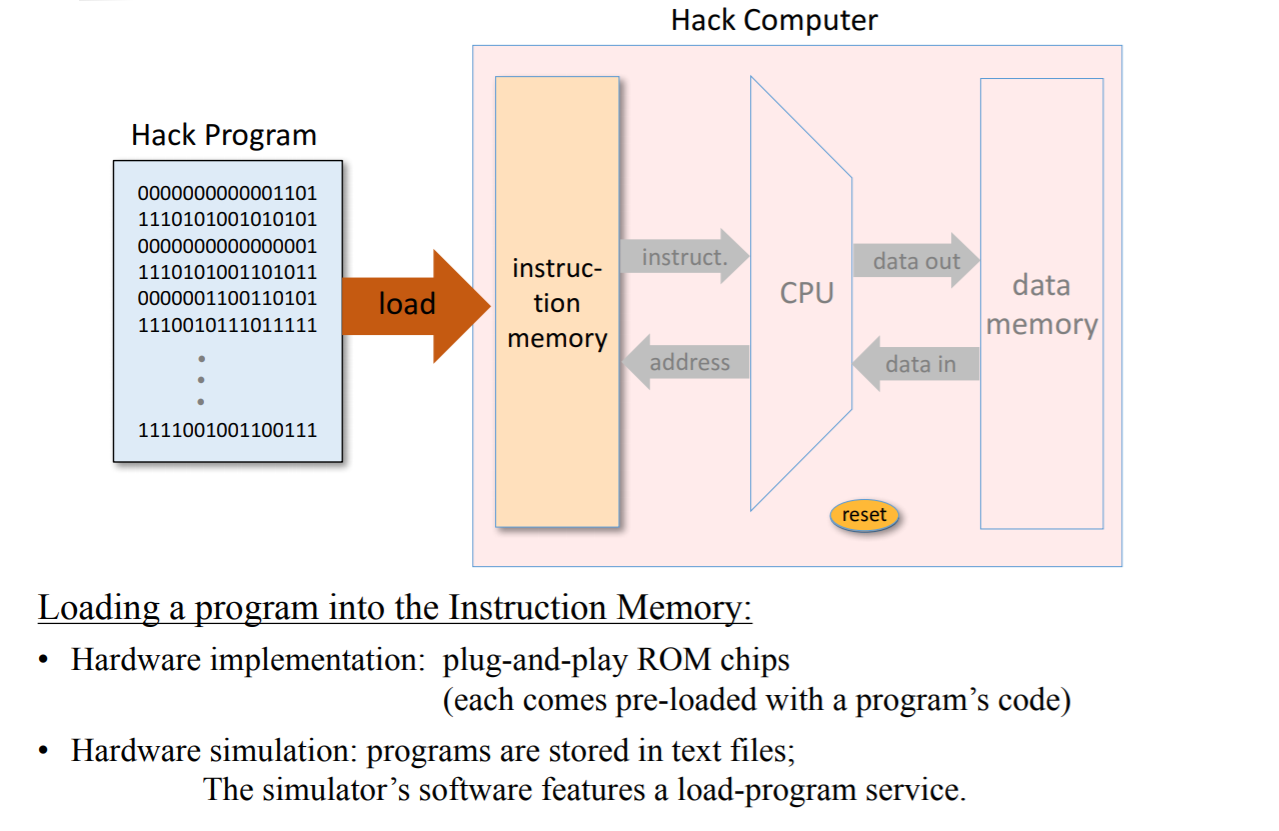 Hack Computer
Hack Program
0000000000001101
1110101001010101
0000000000000001
1110101001101011
0000001100110101
1110010111011111
1111001001100111
load
instruc-
tion
memory
instruct.
address
CPU
data out
data in
data
memory
reset
Loading a program into the Instruction Memory:
• Hardware implementation: plug-and-play ROM chips
(each comes pre-loaded with a program’s code)
• Hardware simulation: programs are stored in text files;
The simulator’s software features a load-program service.